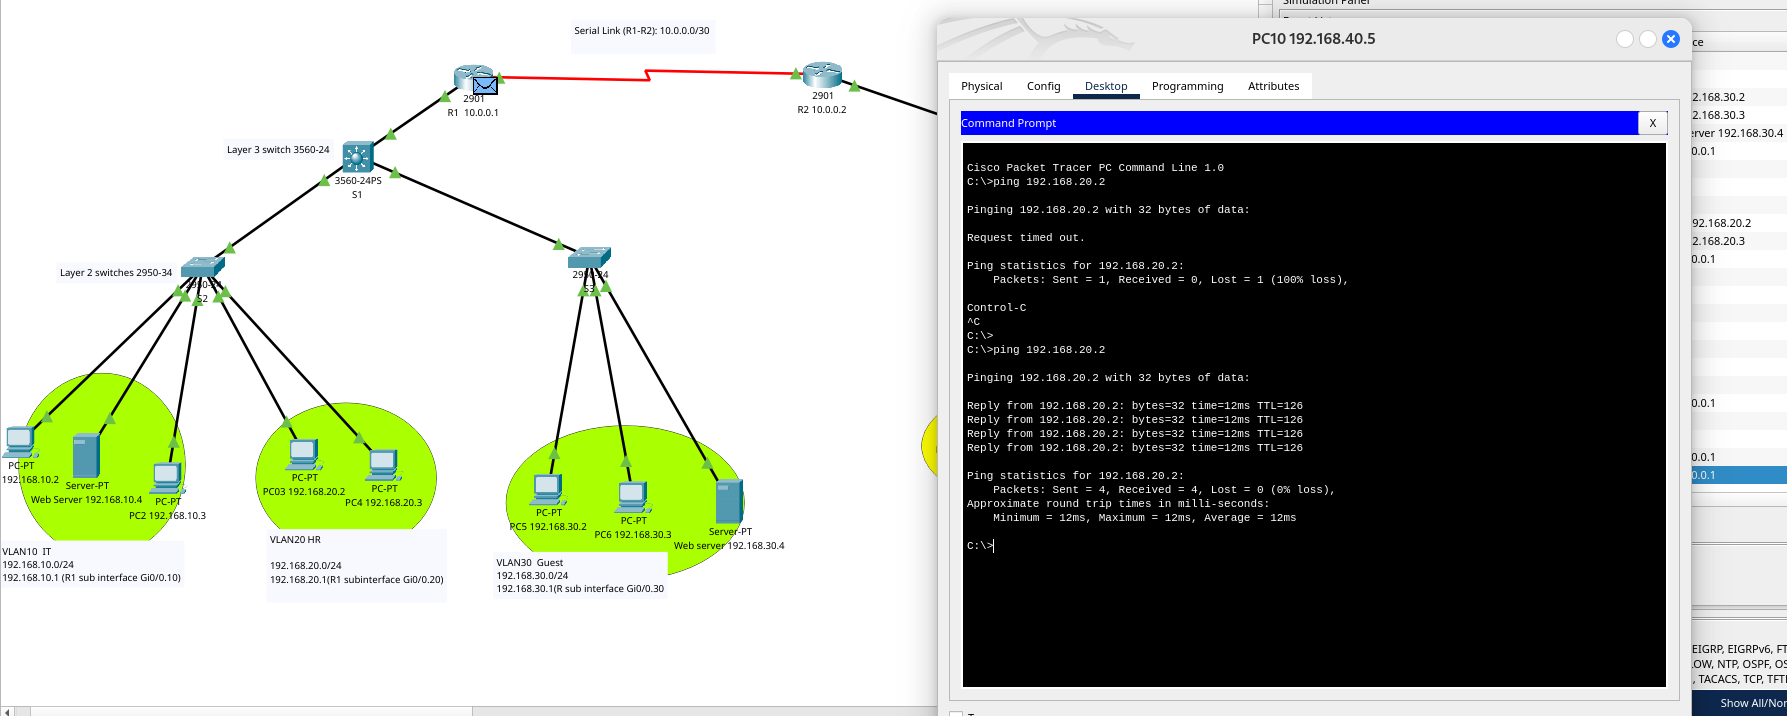 Serial Link (R1-R2): 10.0.0.0/30
2901
R1  10.0.0.1
2901
R2 10.0.0.2
Layer 3 switch 3560-24
3560-24PS
S1
Layer 2 switches 2950-34
2950-24
S2
2950-24
S3
PC-PT
192.168.10.2
Server-PT
Web Server 192.168.10.4
PC-PT
PC2 192.168.10.3
PC-PT
PC03 192.168.20.2
PC-PT
PC4 192.168.20.3
PC-PT
PC5 192.168.30.2
PC-PT
PC6 192.168.30.3
Server-PT
Web server 192.168.30.4
VLAN10  IT
192.168.10.0/24
192.168.10.1 (R1 sub interface Gi0/0.10)
VLAN20 HR
192.168.20.0/24
192.168.20.1(R1 subinterface Gi0/0.20)
VLAN30  Guest
192.168.30.0/24
192.168.30.1(R sub interface Gi0/0.30
PC10 192.168.40.5
Physical
Config
Desktop
Programming
Attributes
Command Prompt
X
Cisco Packet Tracer PC Command Line 1.0
C:\>ping 192.168.20.2
Pinging 192.168.20.2 with 32 bytes of data:
Request timed out.
Ping statistics for 192.168.20.2:
    Packets: Sent = 1, Received = 0, Lost = 1 (100% loss),
Control-C
^C
C:\>
C:\>ping 192.168.20.2
Pinging 192.168.20.2 with 32 bytes of data:
Reply from 192.168.20.2: bytes=32 time=12ms TTL=126
Reply from 192.168.20.2: bytes=32 time=12ms TTL=126
Reply from 192.168.20.2: bytes=32 time=12ms TTL=126
Reply from 192.168.20.2: bytes=32 time=12ms TTL=126
Ping statistics for 192.168.20.2:
    Packets: Sent = 4, Received = 4, Lost = 0 (0% loss),
Approximate round trip times in milli-seconds:
    Minimum = 12ms, Maximum = 12ms, Average = 12ms
C:\>
Simulation Panel
ce
2.168.30.2
2.168.30.3
erver 192.168.30.4
0.0.1
92.168.20.2
2.168.20.3
0.0.1
0.0.1
0.0.1
0.0.1
EIGRP, EIGRPv6, FT
OW, NTP, OSPF, OS
, TACACS, TCP, TFT
Show All/Nor